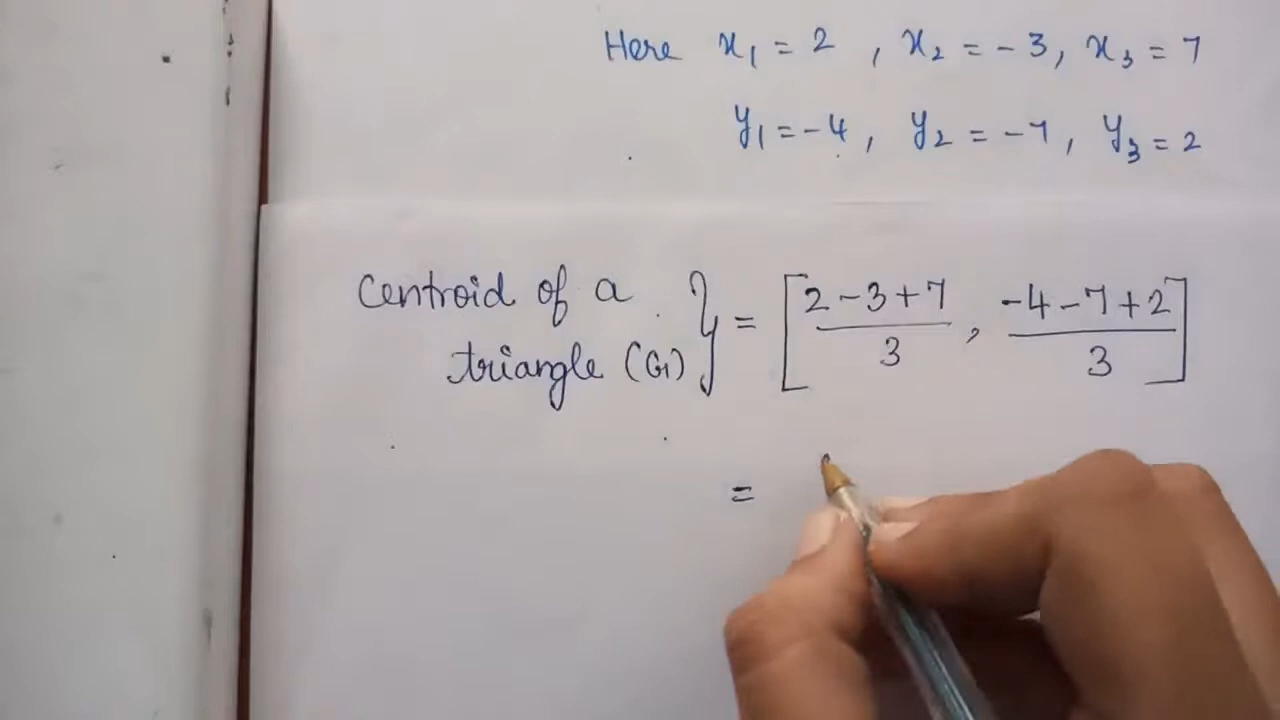 Here x₁ = 2 , x₂ = -3, x₃ = 7
y₁ = -4 , y₂ = -7 , y₃ = 2
Centroid of a triangle (G) } = [ (2 - 3 + 7)/3 , (-4 - 7 + 2)/3 ]
=